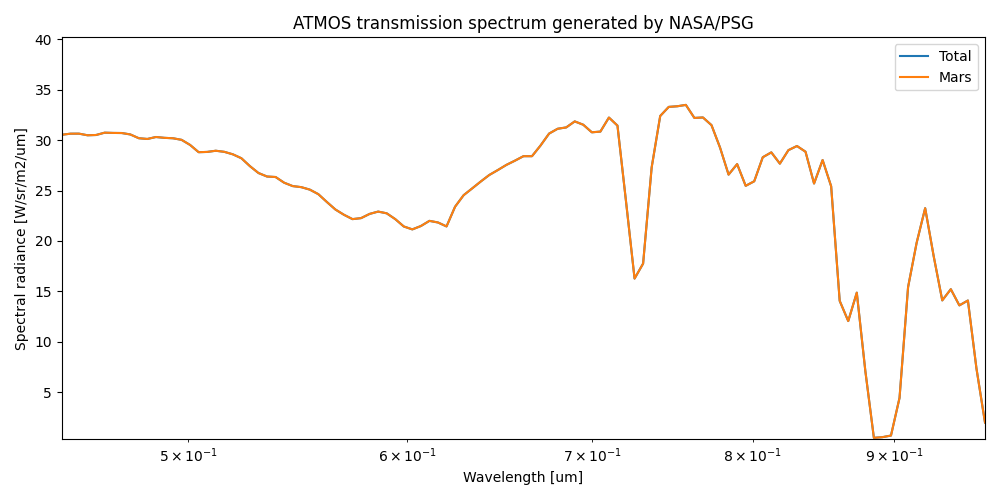 ATMOS transmission spectrum generated by NASA/PSG
40
35
30
25
20
15
10
5
Spectral radiance [W/sr/m2/um]
Total
Mars
5 × 10⁻¹
6 × 10⁻¹
7 × 10⁻¹
8 × 10⁻¹
9 × 10⁻¹
Wavelength [um]